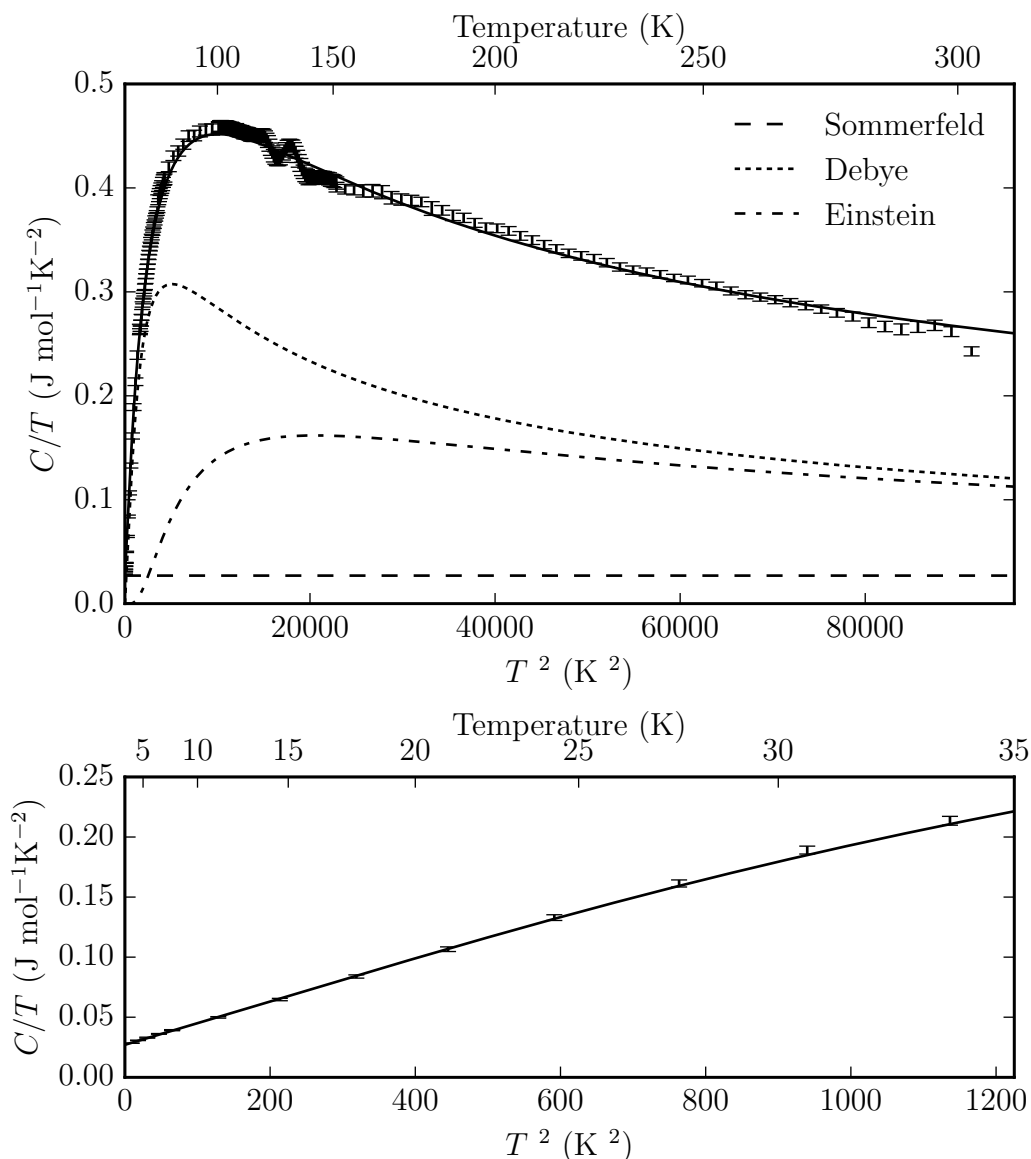 Temperature (K)
100 150 200 250 300
0.5
0.4
0.3
0.2
0.1
0.0
C/T (J mol⁻¹K⁻²)
Sommerfeld
Debye
Einstein
0 20000 40000 60000 80000
T ² (K ²)
Temperature (K)
5 10 15 20 25 30 35
0.25
0.20
0.15
0.10
0.05
0.00
C/T (J mol⁻¹K⁻²)
0 200 400 600 800 1000 1200
T ² (K ²)